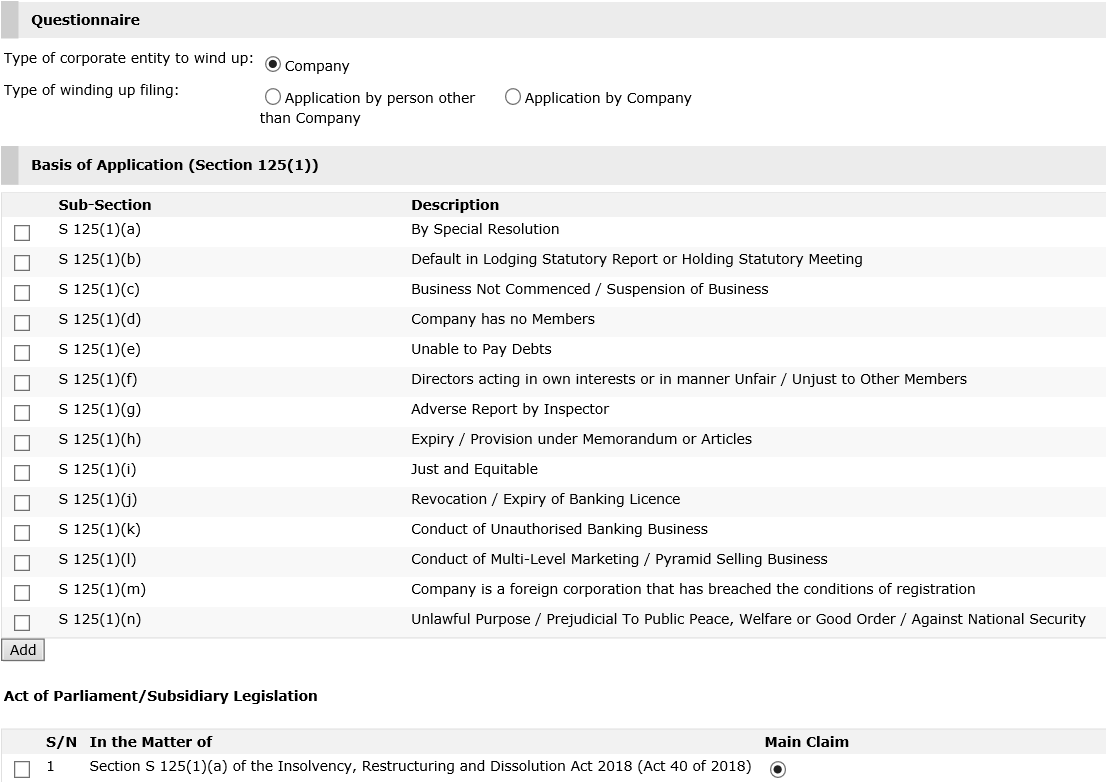 Questionnaire
Type of corporate entity to wind up: Company
Type of winding up filing: Application by person other than Company Application by Company
Basis of Application (Section 125(1))
Sub-Section Description
S 125(1)(a) By Special Resolution
S 125(1)(b) Default in Lodging Statutory Report or Holding Statutory Meeting
S 125(1)(c) Business Not Commenced / Suspension of Business
S 125(1)(d) Company has no Members
S 125(1)(e) Unable to Pay Debts
S 125(1)(f) Directors acting in own interests or in manner Unfair / Unjust to Other Members
S 125(1)(g) Adverse Report by Inspector
S 125(1)(h) Expiry / Provision under Memorandum or Articles
S 125(1)(i) Just and Equitable
S 125(1)(j) Revocation / Expiry of Banking Licence
S 125(1)(k) Conduct of Unauthorised Banking Business
S 125(1)(l) Conduct of Multi-Level Marketing / Pyramid Selling Business
S 125(1)(m) Company is a foreign corporation that has breached the conditions of registration
S 125(1)(n) Unlawful Purpose / Prejudicial To Public Peace, Welfare or Good Order / Against National Security
Add
Act of Parliament/Subsidiary Legislation
S/N In the Matter of Main Claim
1 Section S 125(1)(a) of the Insolvency, Restructuring and Dissolution Act 2018 (Act 40 of 2018)